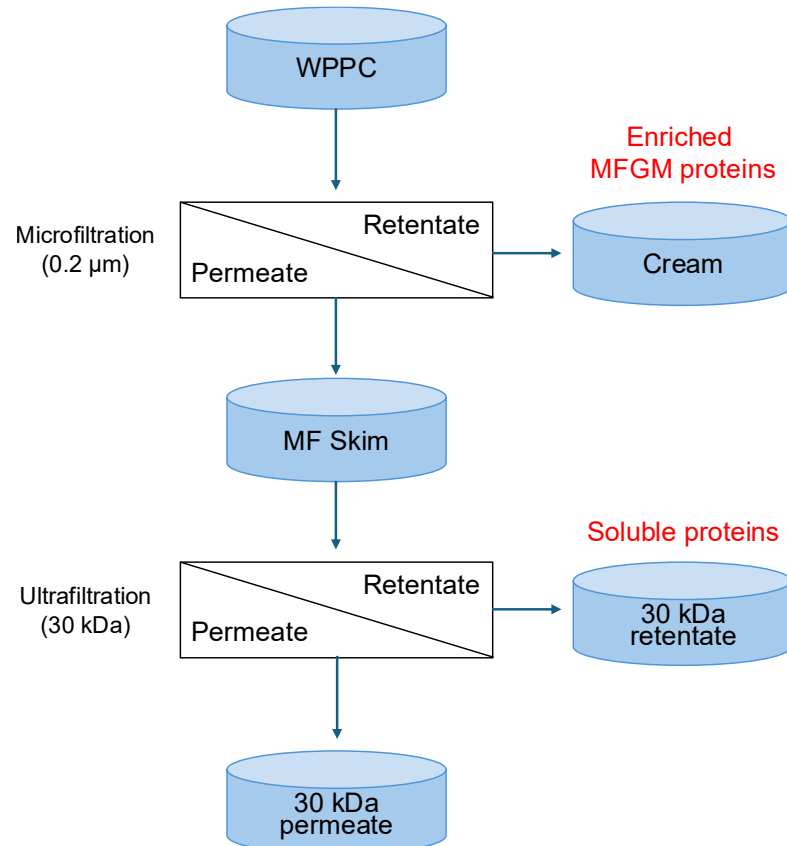 WPPC
Enriched
MFGM proteins
Microfiltration
(0.2 µm)
Retentate
Permeate
Cream
MF Skim
Soluble proteins
Ultrafiltration
(30 kDa)
Retentate
Permeate
30 kDa
retentate
30 kDa
permeate